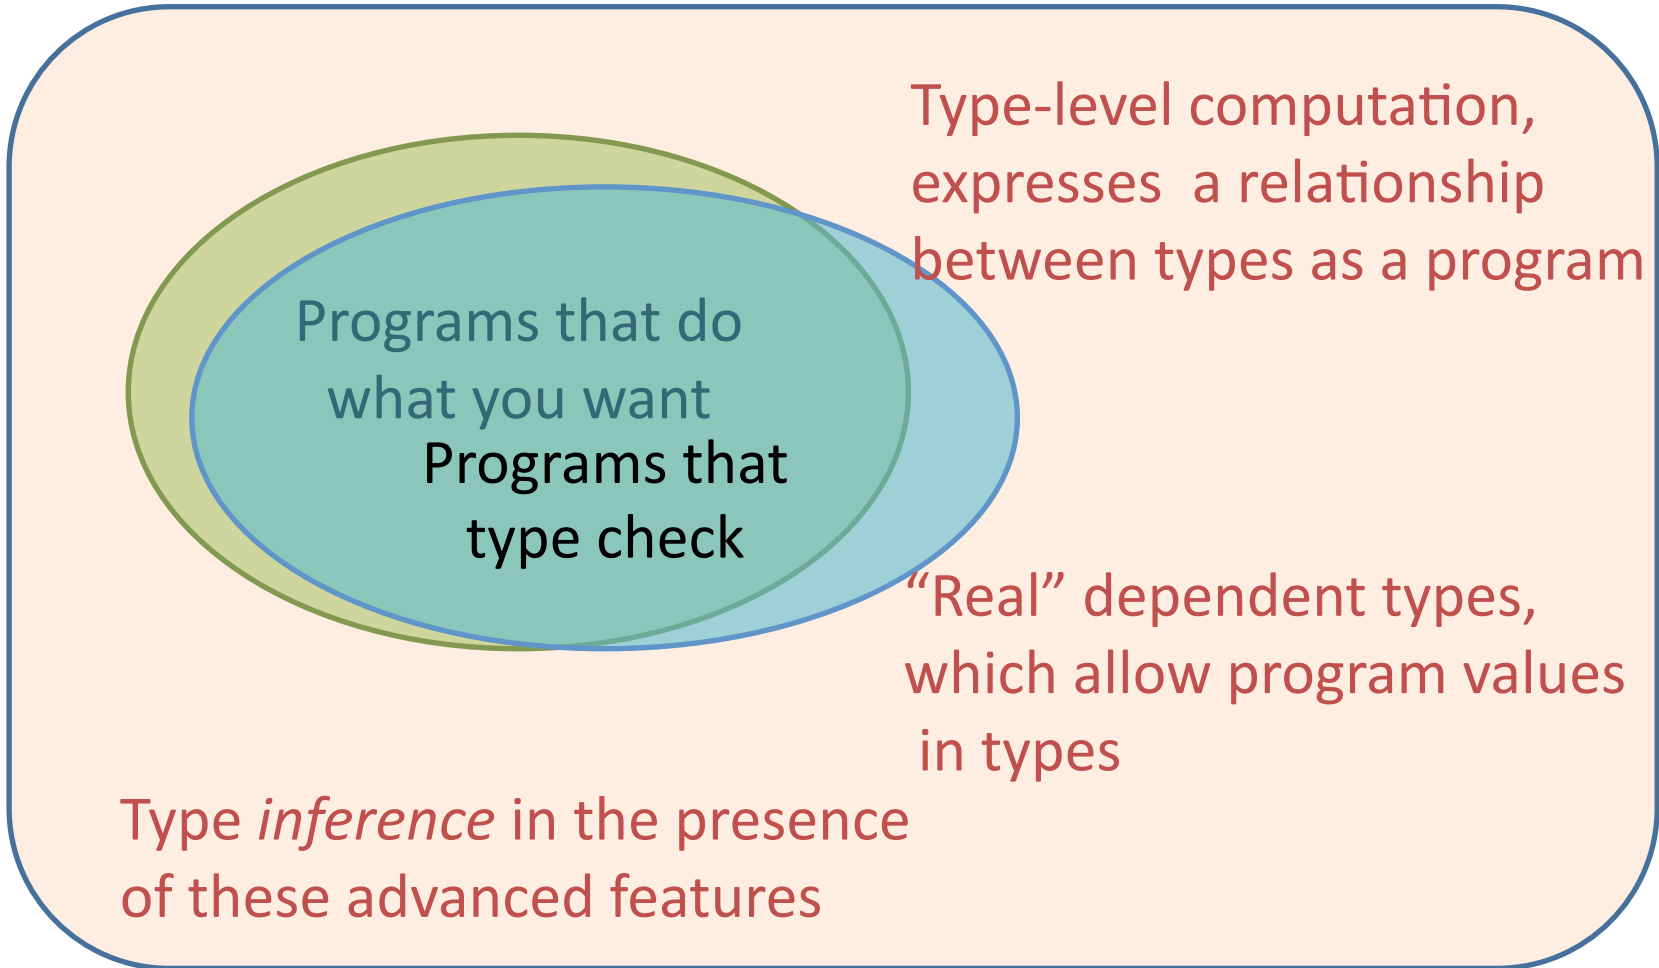 Type-level computation,
expresses  a relationship
between types as a program
Programs that do
what you want
Programs that
type check
“Real” dependent types,
which allow program values
in types
Type inference in the presence
of these advanced features